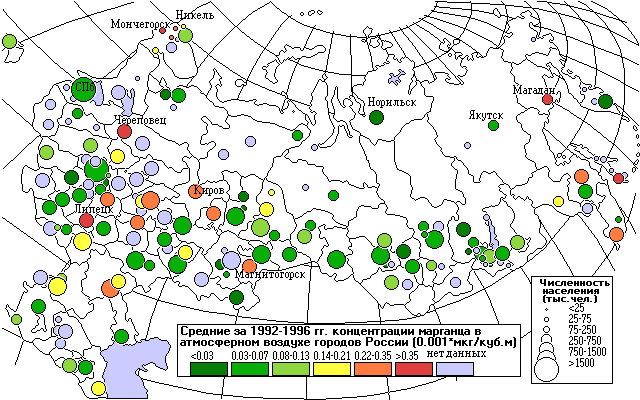 Никель
Мончегорск
СПб
Норильск
Магадан
Якутск
Череповец
Киров
Липецк
Магнитогорск
Численность
населения
(тыс.чел.)
<25
25-75
75-250
250-750
750-1500
>1500
Средние за 1992-1996 гг. концентрации марганца в
атмосферном воздухе городов России (0.001*мкг/куб.м)
<0.03 0.03-0.07 0.08-0.13 0.14-0.21 0.22-0.35 >0.35 нет данных